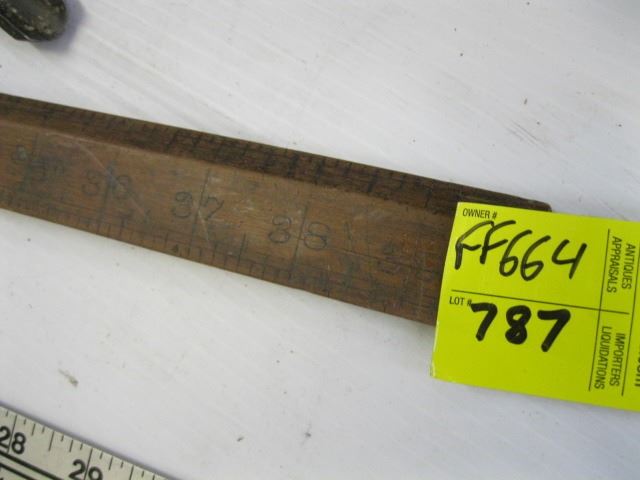 36 37 38
OWNER #
FF664
LOT #
787
ANTIQUES
APPRAISALS
IMPORTERS
LIQUIDATIONS
28 29